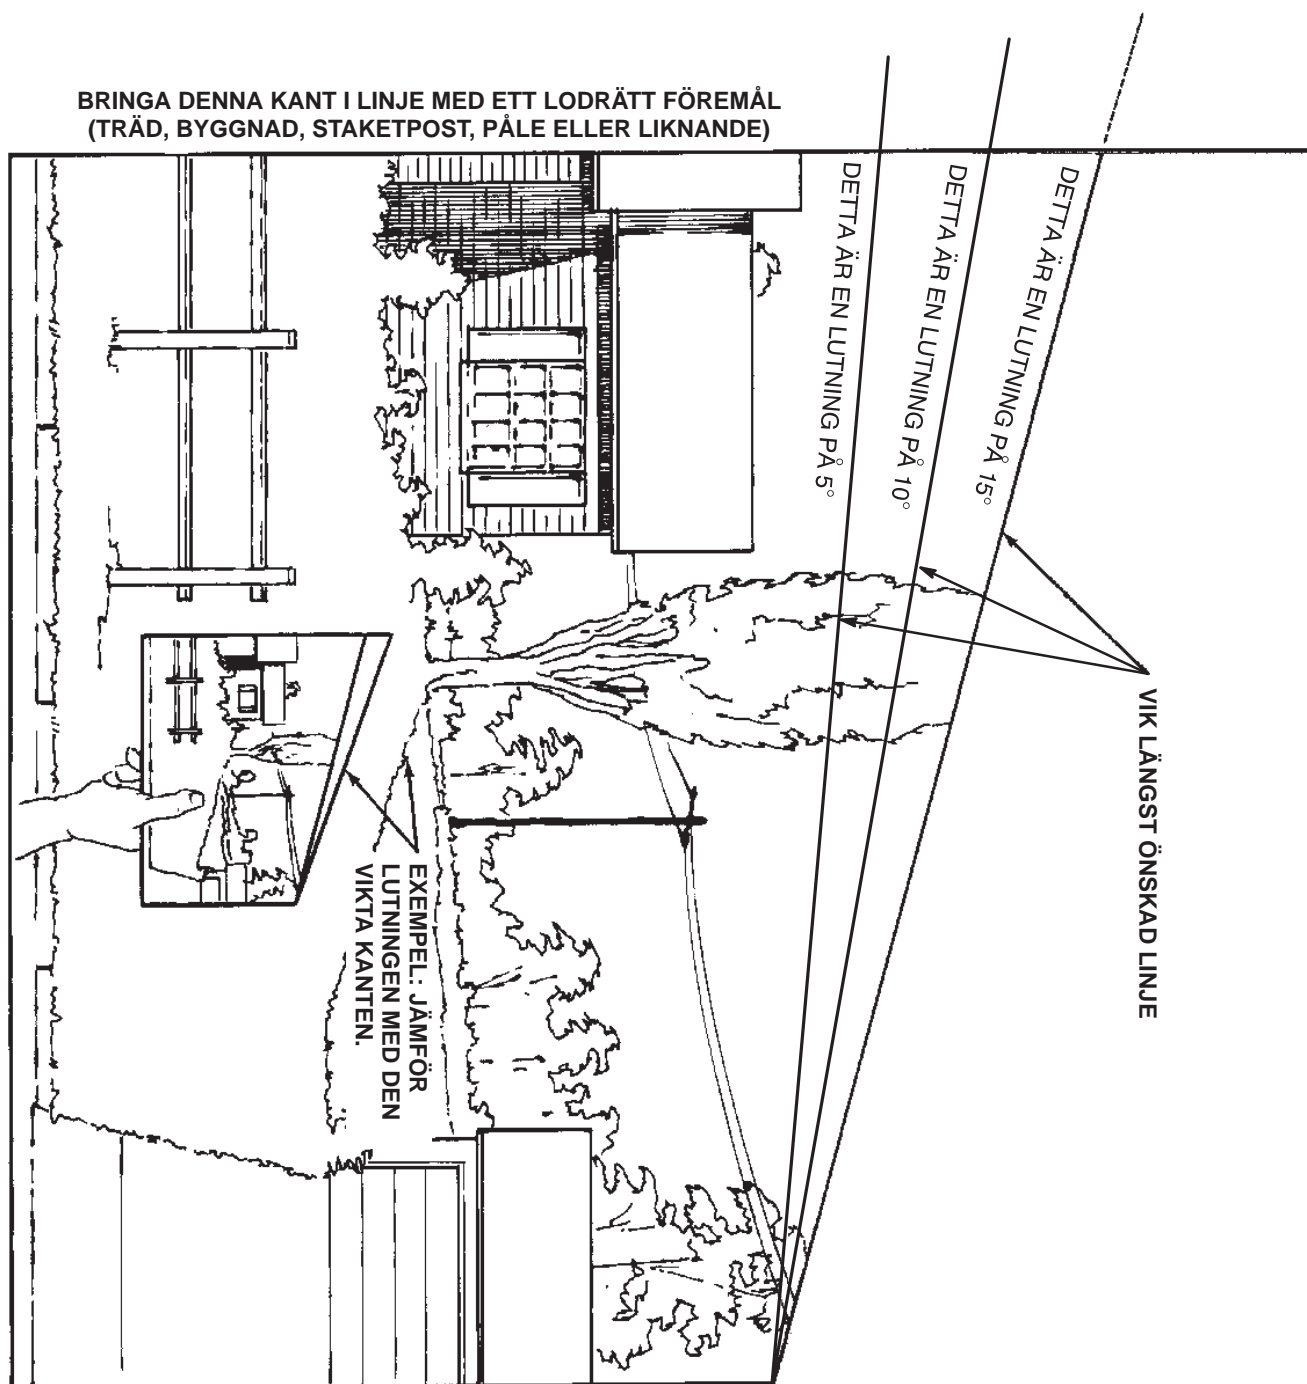 BRINGA DENNA KANT I LINJE MED ETT LODRÄTT FÖREMÅL
(TRÄD, BYGGNAD, STAKETPOST, PÅLE ELLER LIKNANDE)
DETTA ÄR EN LUTNING PÅ 5°
DETTA ÄR EN LUTNING PÅ 10°
DETTA ÄR EN LUTNING PÅ 15°
VIK LÄNGST ÖNSKAD LINJE
EXEMPEL: JÄMFÖR
LUTNINGEN MED DEN
VIKTA KANTEN.